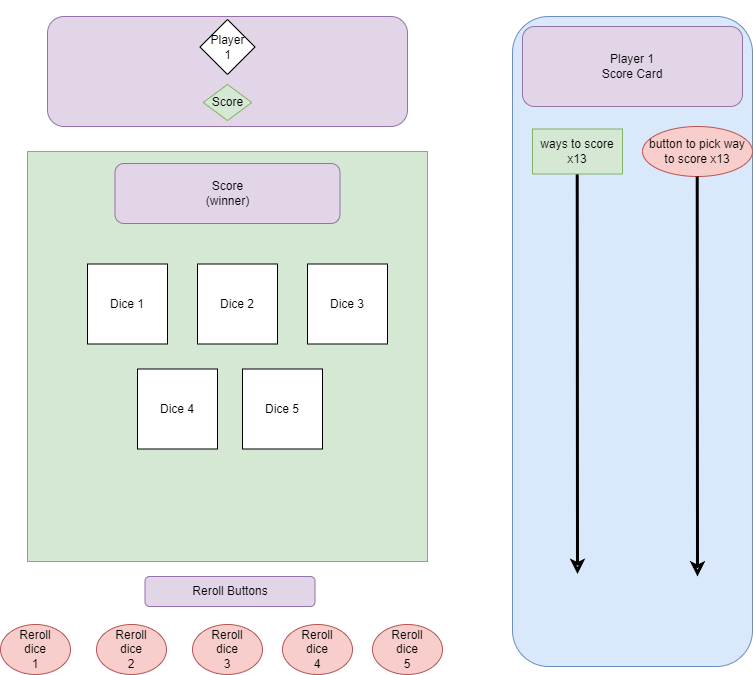 Player
1
Score
Player 1
Score Card
ways to score
x13
button to pick way
to score x13
Score
(winner)
Dice 1
Dice 2
Dice 3
Dice 4
Dice 5
Reroll Buttons
Reroll
dice
1
Reroll
dice
2
Reroll
dice
3
Reroll
dice
4
Reroll
dice
5